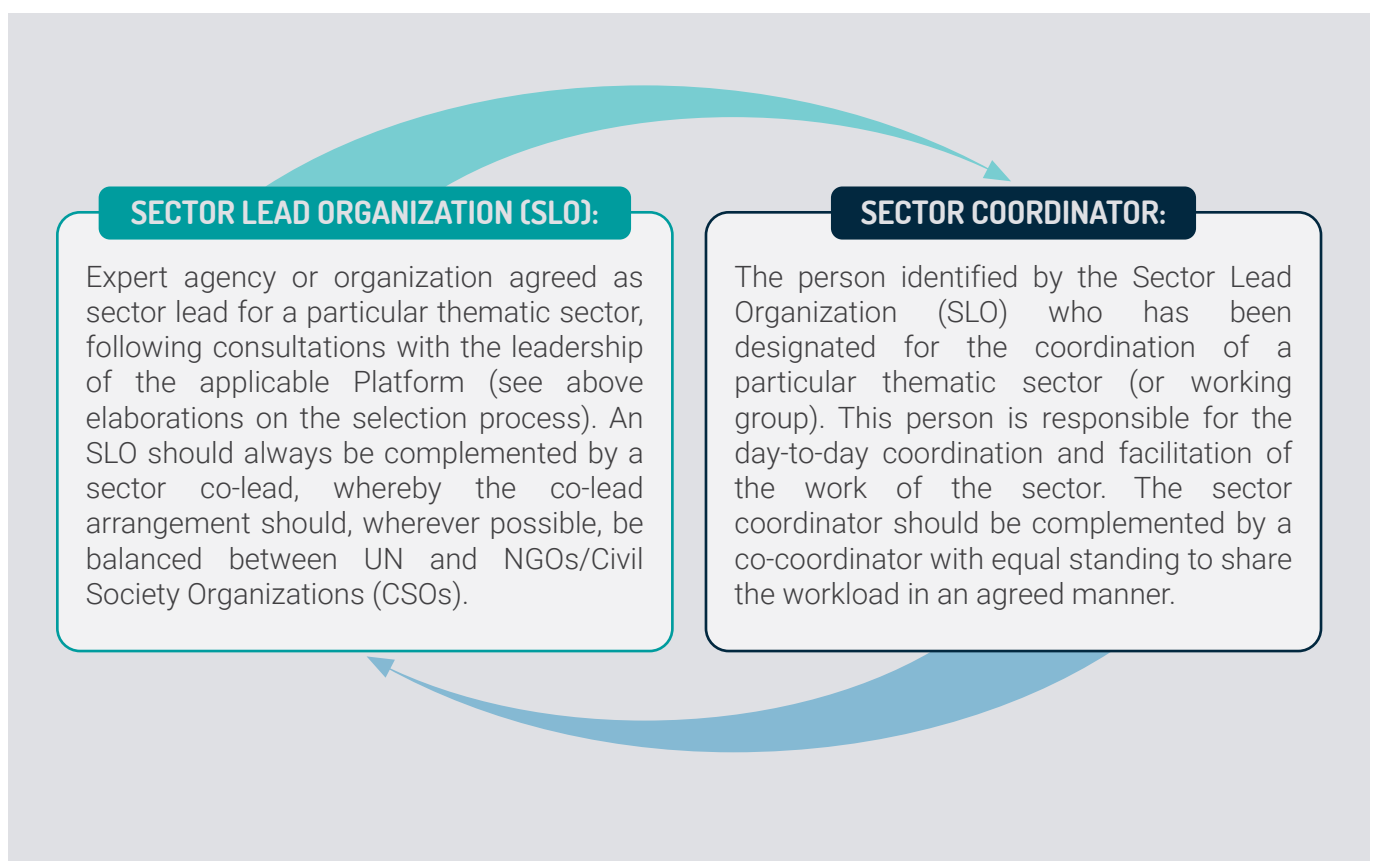 SECTOR LEAD ORGANIZATION (SLO):
Expert agency or organization agreed as
sector lead for a particular thematic sector,
following consultations with the leadership
of the applicable Platform (see above
elaborations on the selection process). An
SLO should always be complemented by a
sector co-lead, whereby the co-lead
arrangement should, wherever possible, be
balanced between UN and NGOs/Civil
Society Organizations (CSOs).
SECTOR COORDINATOR:
The person identified by the Sector Lead
Organization (SLO) who has been
designated for the coordination of a
particular thematic sector (or working
group). This person is responsible for the
day-to-day coordination and facilitation of
the work of the sector. The sector
coordinator should be complemented by a
co-coordinator with equal standing to share
the workload in an agreed manner.